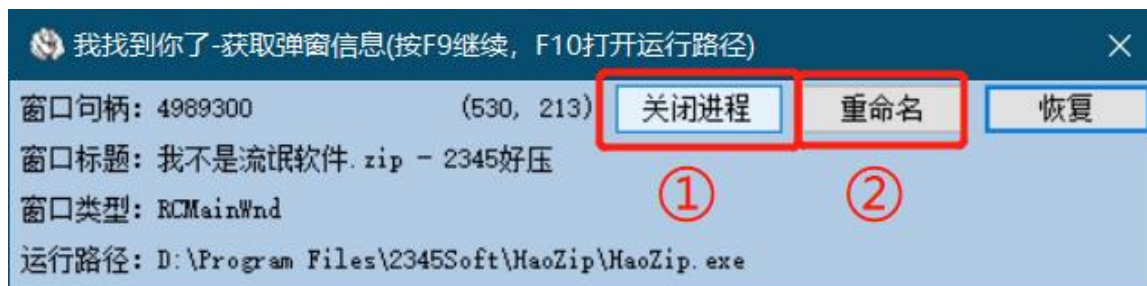 我找到你了-获取弹窗信息(按F9继续，F10打开运行路径)
窗口句柄：4989300 (530, 213) 关闭进程 重命名 恢复
窗口标题：我不是流氓软件.zip - 2345好压
① ②
窗口类型：RCMainWnd
运行路径：D:\Program Files\2345Soft\HaoZip\HaoZip.exe